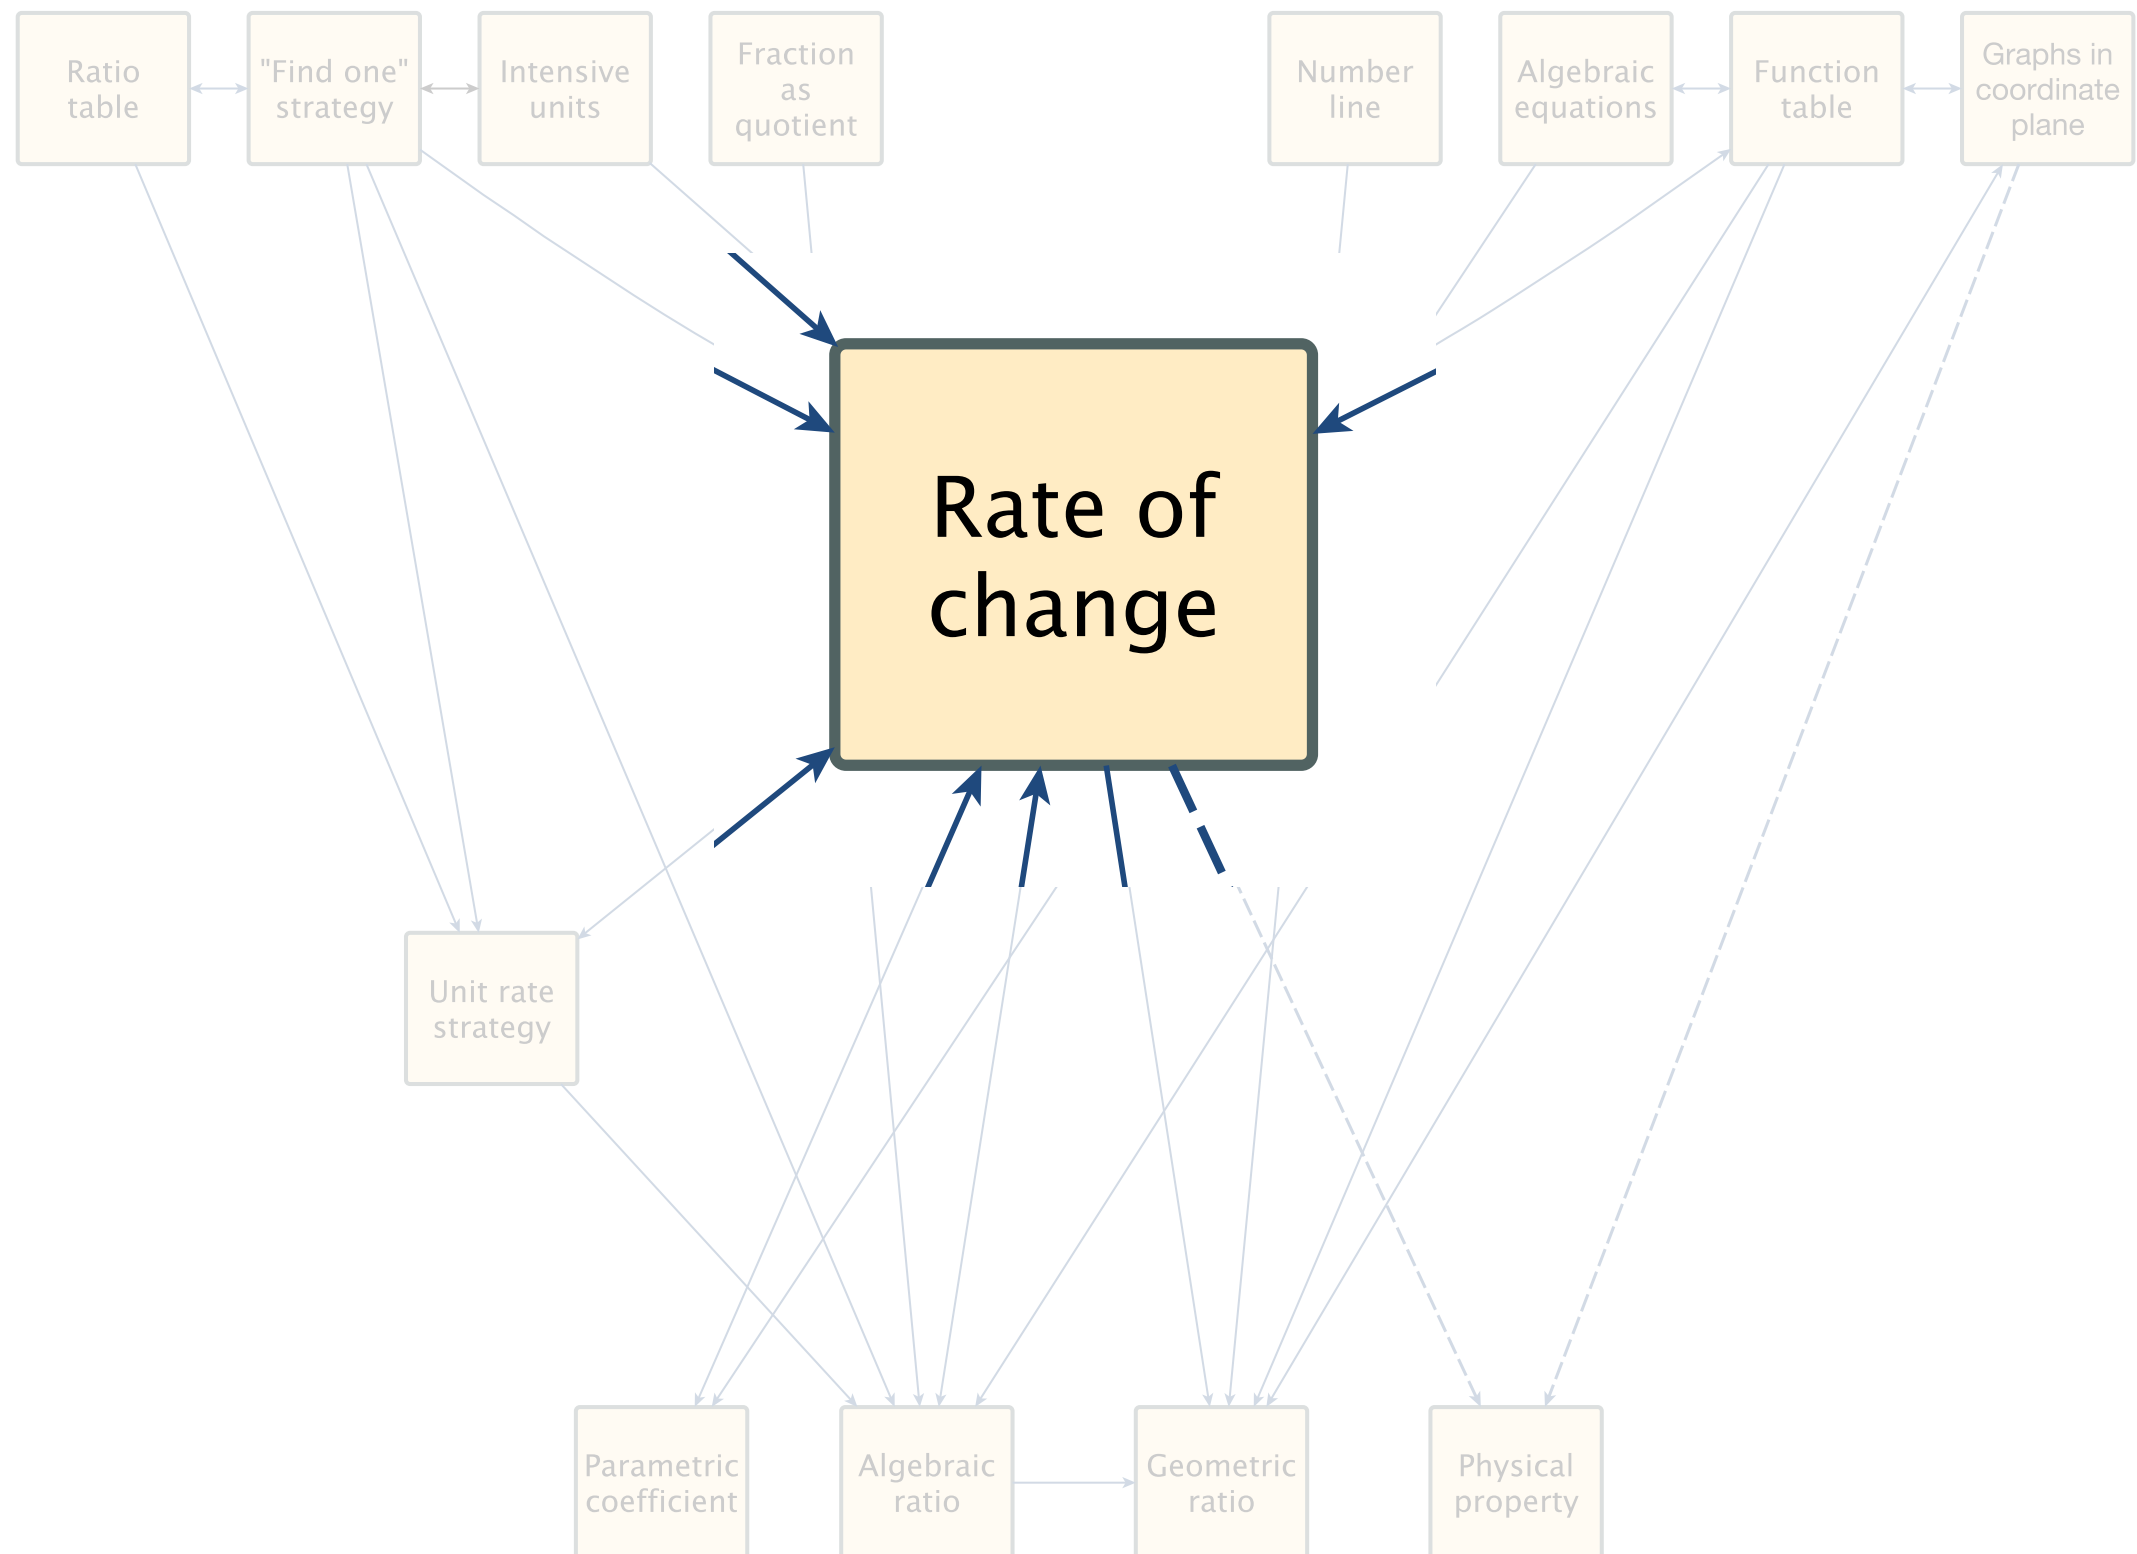 Ratio
table
"Find one"
strategy
Intensive
units
Fraction
as
quotient
Number
line
Algebraic
equations
Function
table
Graphs in
coordinate
plane
Rate of
change
Unit rate
strategy
Parametric
coefficient
Algebraic
ratio
Geometric
ratio
Physical
property